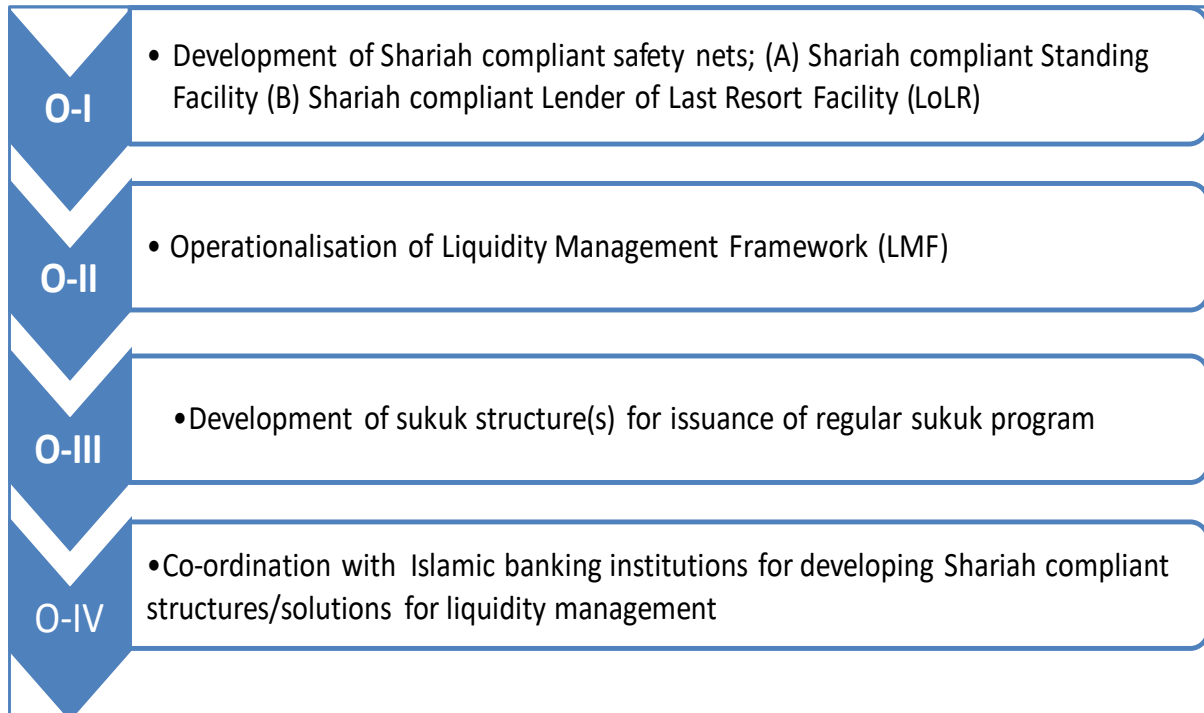 O-I
• Development of Shariah compliant safety nets; (A) Shariah compliant Standing
Facility (B) Shariah compliant Lender of Last Resort Facility (LoLR)
O-II
• Operationalisation of Liquidity Management Framework (LMF)
O-III
•Development of sukuk structure(s) for issuance of regular sukuk program
O-IV
•Co-ordination with Islamic banking institutions for developing Shariah compliant
structures/solutions for liquidity management